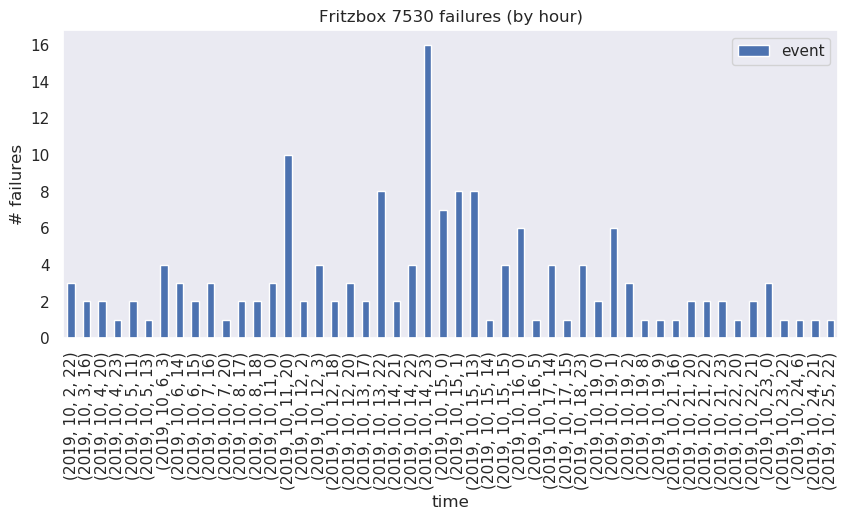 Fritzbox 7530 failures (by hour)
event
# failures
16
14
12
10
8
6
4
2
0
(2019, 10, 2, 22)
(2019, 10, 3, 16)
(2019, 10, 4, 20)
(2019, 10, 4, 23)
(2019, 10, 5, 11)
(2019, 10, 5, 13)
(2019, 10, 6, 3)
(2019, 10, 6, 14)
(2019, 10, 6, 15)
(2019, 10, 7, 16)
(2019, 10, 7, 20)
(2019, 10, 8, 17)
(2019, 10, 8, 18)
(2019, 10, 11, 0)
(2019, 10, 11, 20)
(2019, 10, 12, 2)
(2019, 10, 12, 3)
(2019, 10, 12, 18)
(2019, 10, 12, 20)
(2019, 10, 13, 17)
(2019, 10, 13, 22)
(2019, 10, 14, 21)
(2019, 10, 14, 22)
(2019, 10, 14, 23)
(2019, 10, 15, 0)
(2019, 10, 15, 1)
(2019, 10, 15, 13)
(2019, 10, 15, 14)
(2019, 10, 15, 15)
(2019, 10, 16, 0)
(2019, 10, 16, 5)
(2019, 10, 17, 14)
(2019, 10, 17, 15)
(2019, 10, 18, 23)
(2019, 10, 19, 0)
(2019, 10, 19, 1)
(2019, 10, 19, 2)
(2019, 10, 19, 8)
(2019, 10, 19, 9)
(2019, 10, 21, 16)
(2019, 10, 21, 20)
(2019, 10, 21, 22)
(2019, 10, 21, 23)
(2019, 10, 22, 20)
(2019, 10, 22, 21)
(2019, 10, 23, 0)
(2019, 10, 23, 22)
(2019, 10, 24, 6)
(2019, 10, 24, 21)
(2019, 10, 25, 22)
time